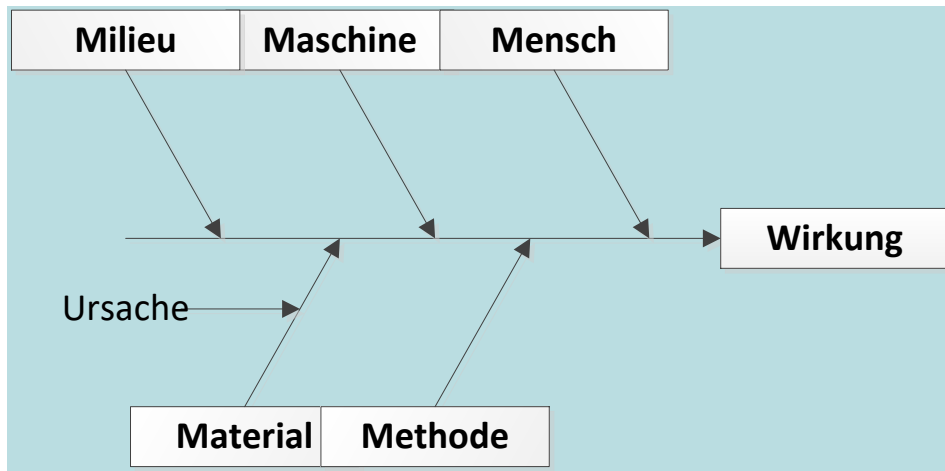 Milieu
Maschine
Mensch
Wirkung
Ursache
Material
Methode